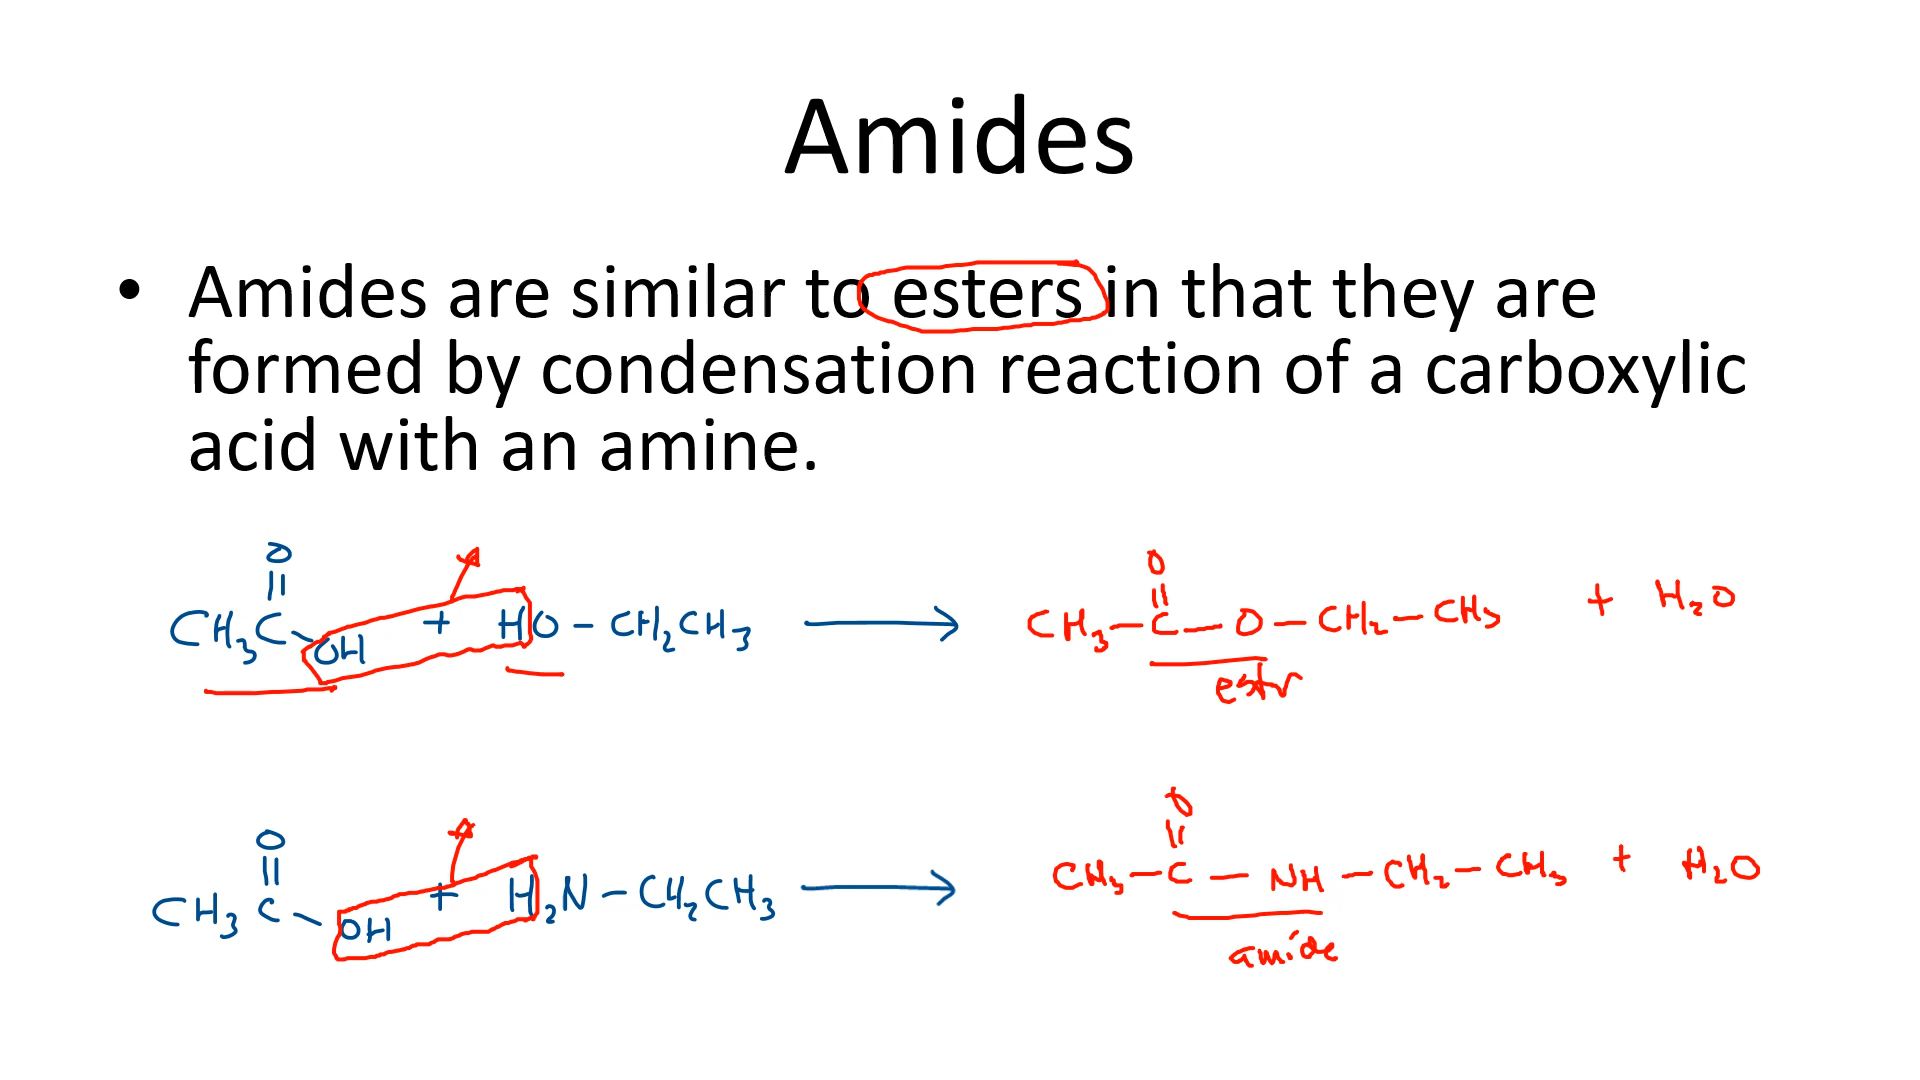 Amides
• Amides are similar to esters in that they are
formed by condensation reaction of a carboxylic
acid with an amine.
O
||
CH₃C–OH + HO–CH₂CH₃ ⟶
O
||
CH₃–C–O–CH₂–CH₃ + H₂O
estr
O
||
CH₃C–OH + H₂N–CH₂CH₃ ⟶
O
||
CH₃–C–NH–CH₂–CH₃ + H₂O
amide